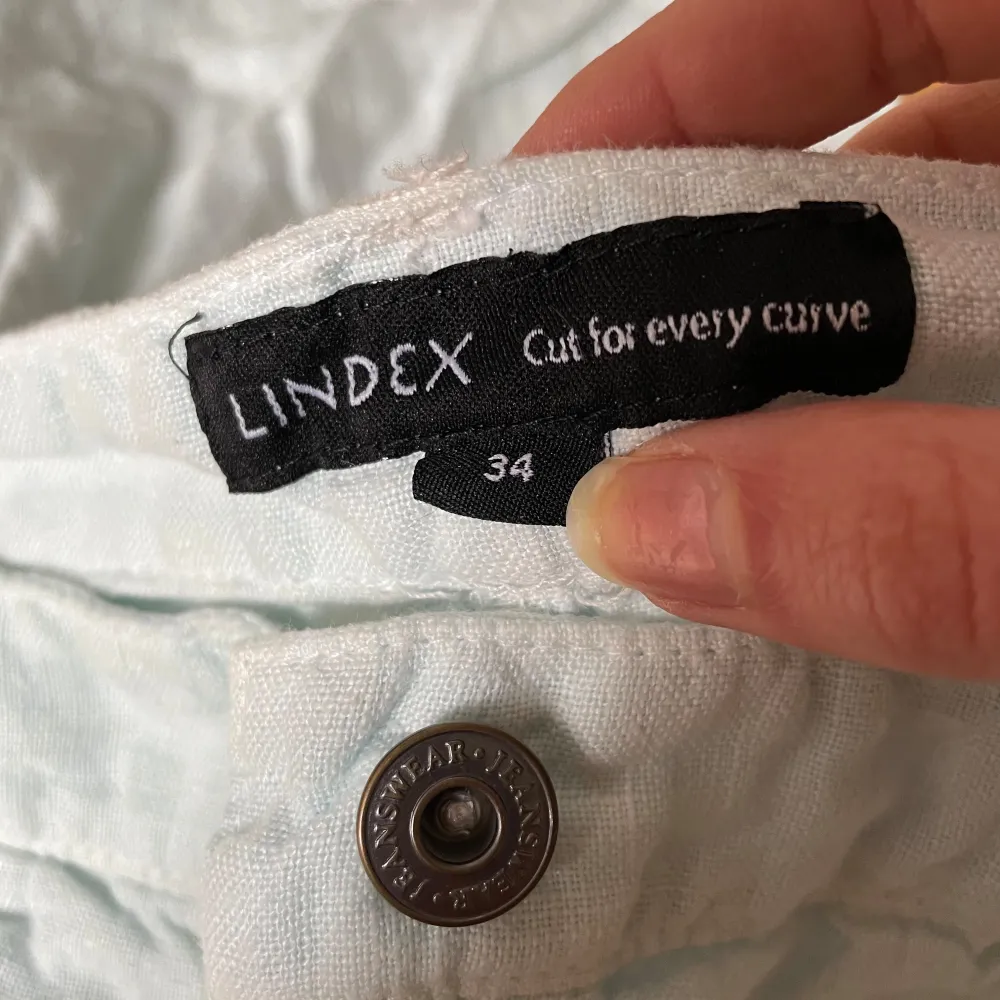 LINDEX Cut for every curve
34
JEANSWEAR • JEANSWEAR •